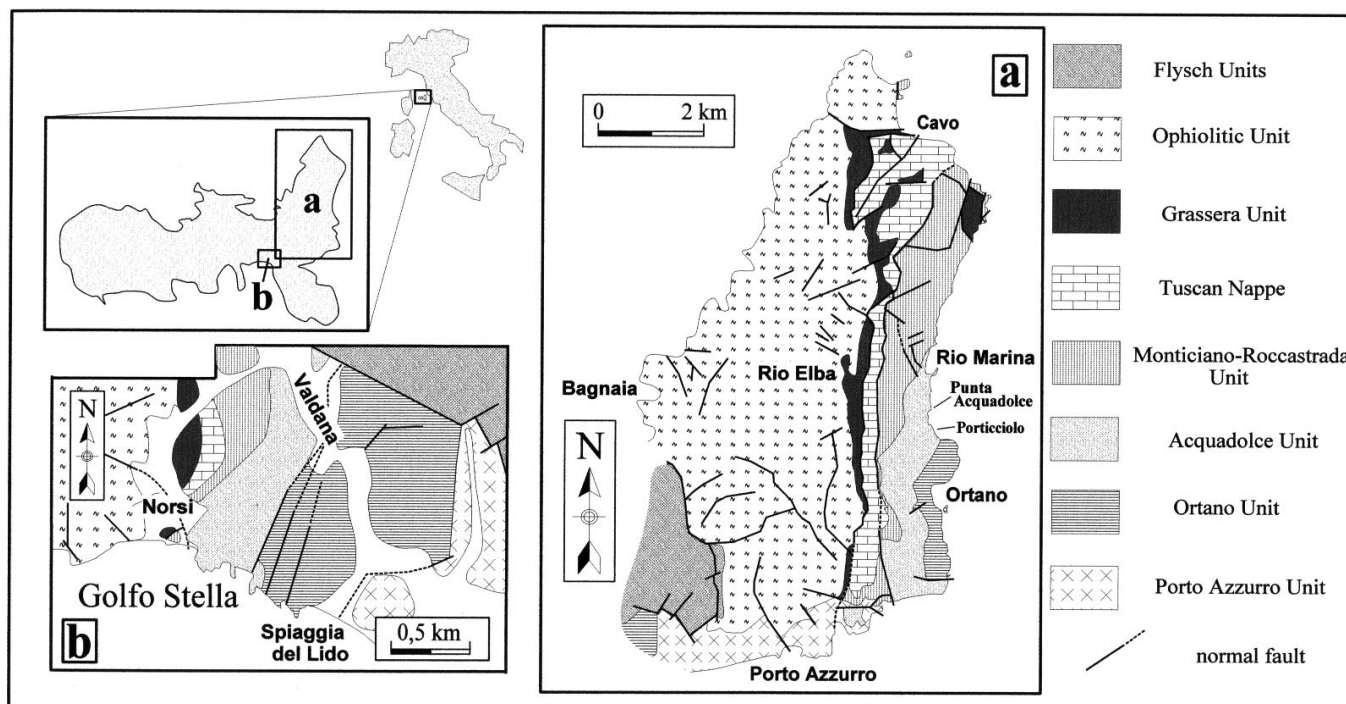 a
b
N
Valdana
Norsi
Golfo Stella
Spiaggia
del Lido
0,5 km
b
a
0 2 km
Cavo
Rio Marina
Rio Elba
Punta
Acquadolce
Bagnaia
Porticciolo
N
Ortano
Porto Azzurro
Flysch Units
Ophiolitic Unit
Grassera Unit
Tuscan Nappe
Monticiano-Roccastrada
Unit
Acquadolce Unit
Ortano Unit
Porto Azzurro Unit
normal fault